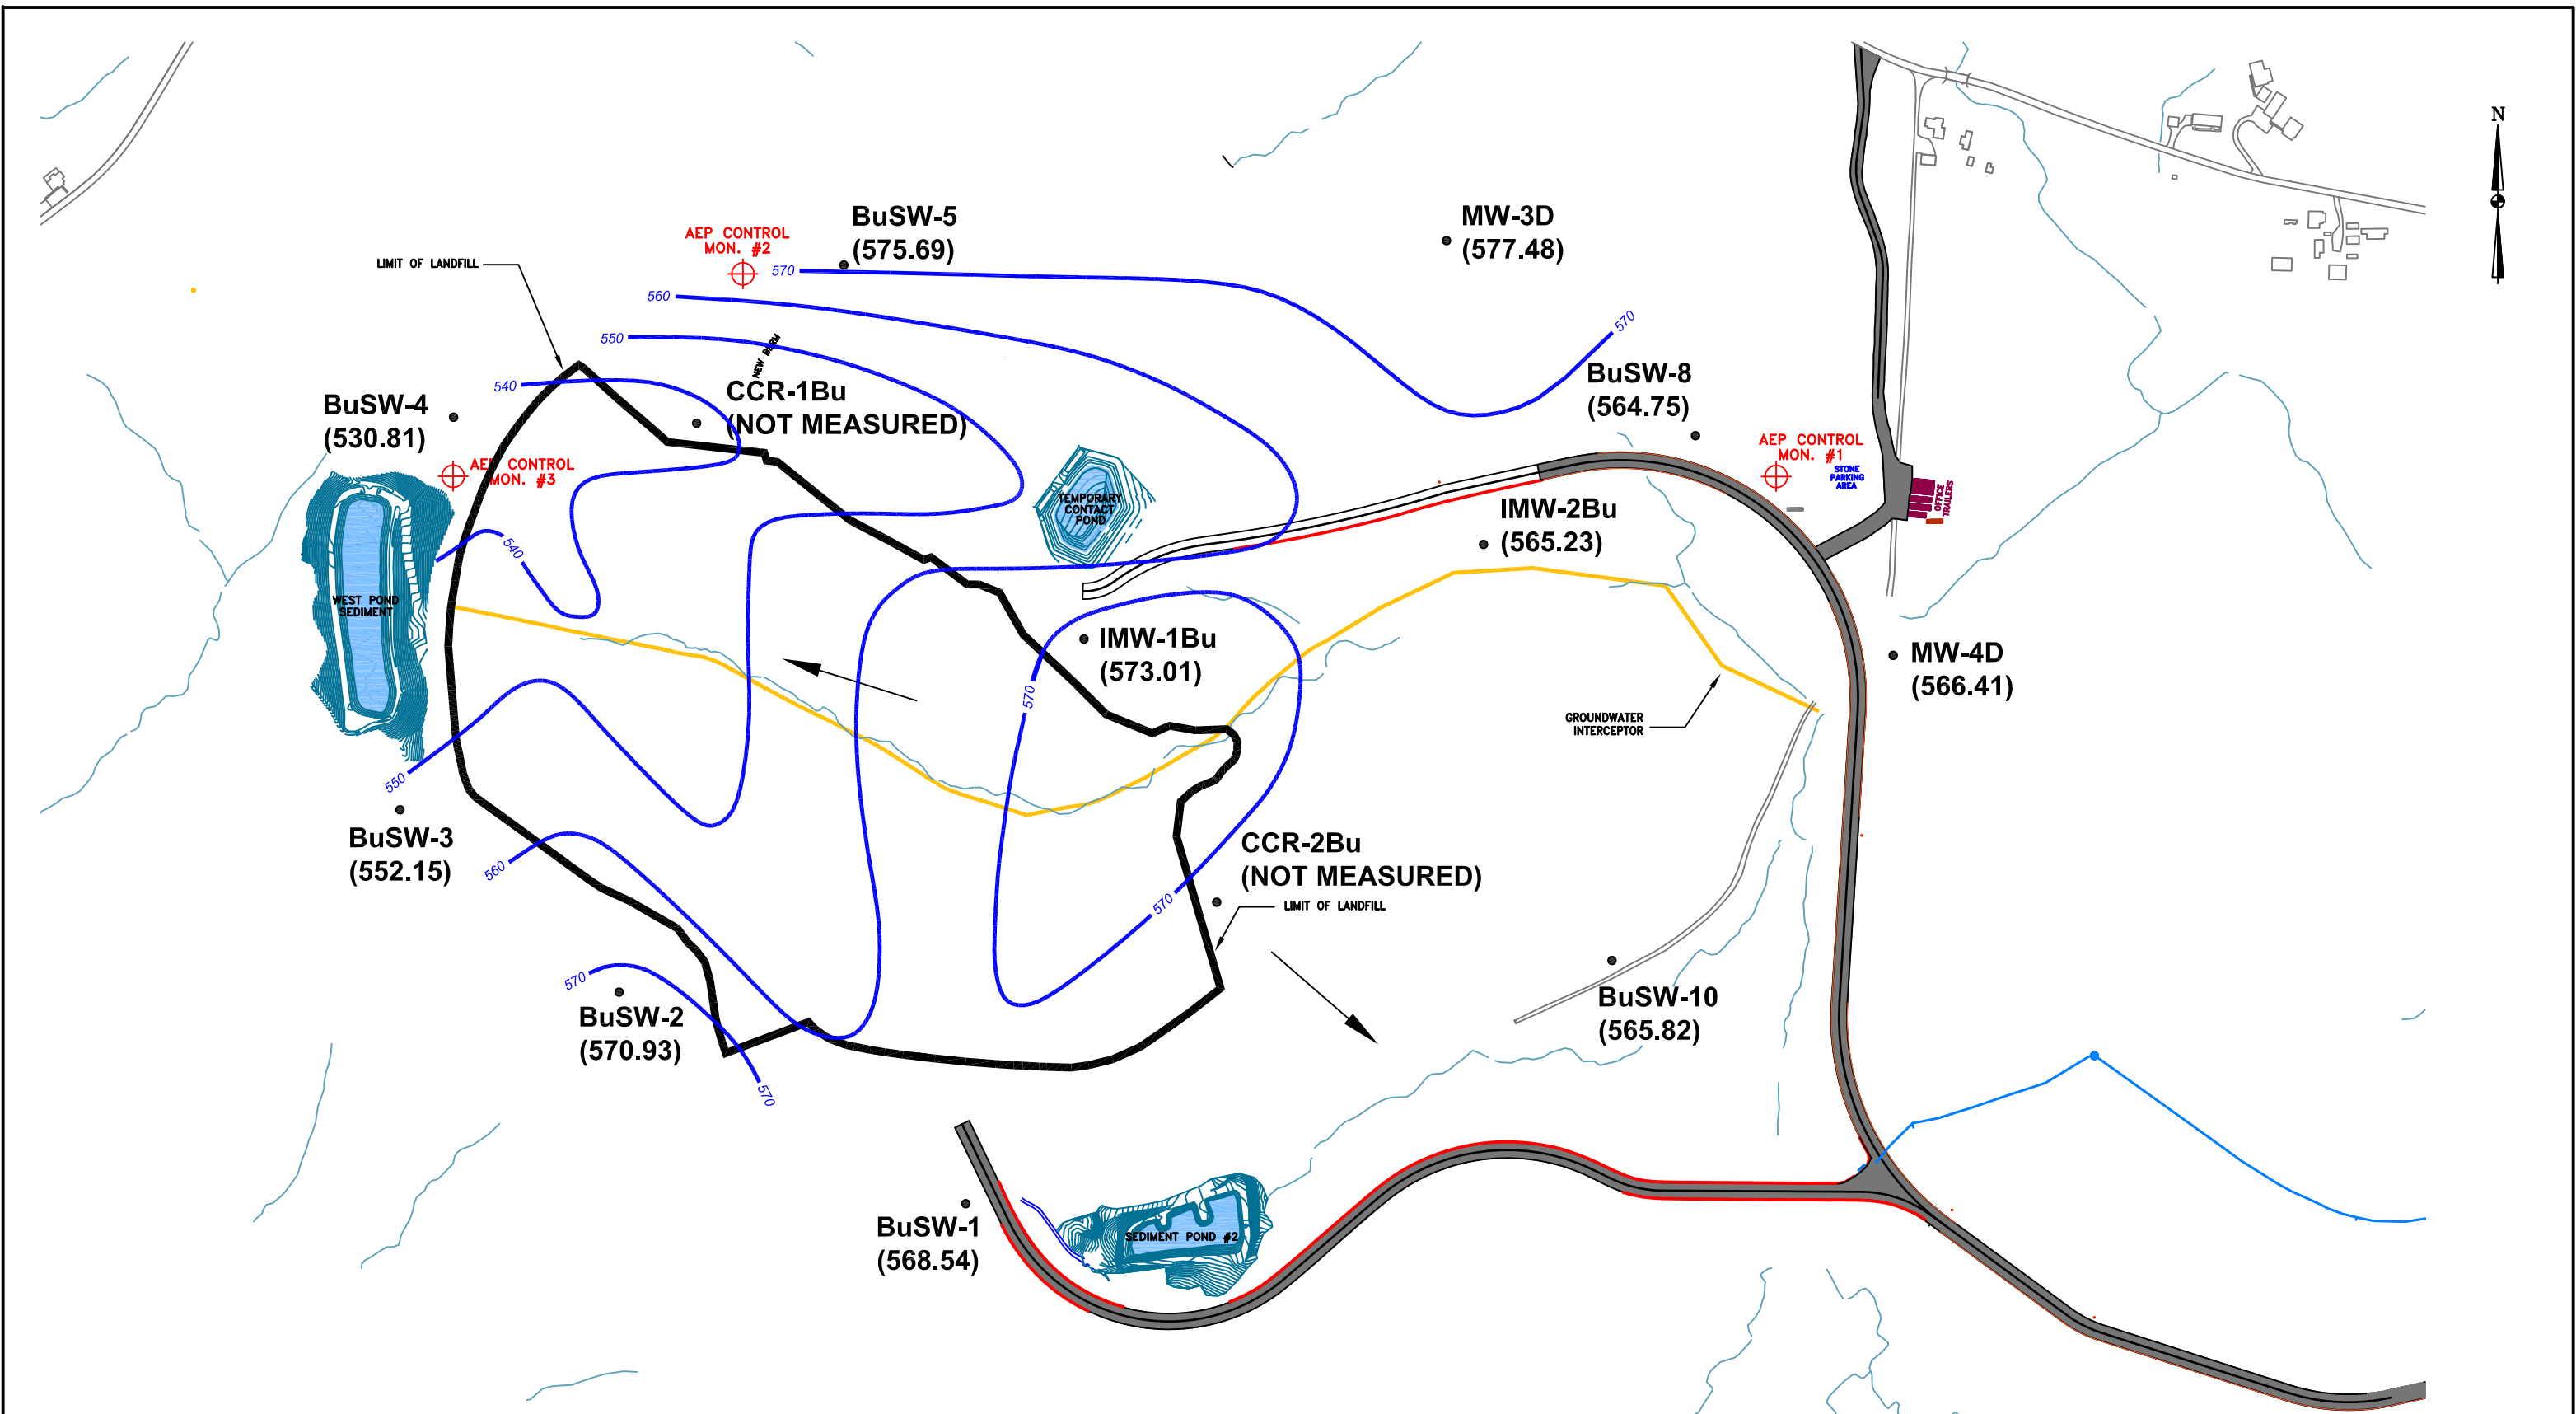 N
BuSW-5
(575.69)
MW-3D
(577.48)
AEP CONTROL
MON. #2
LIMIT OF LANDFILL
570
560
550
540
570
NEW BERM
CCR-1Bu
(NOT MEASURED)
BuSW-4
(530.81)
AEP CONTROL
MON. #3
BuSW-8
(564.75)
AEP CONTROL
MON. #1
STONE
PARKING
AREA
OFFICE
TRAILERS
TEMPORARY
CONTACT
POND
IMW-2Bu
(565.23)
540
WEST POND
SEDIMENT
IMW-1Bu
(573.01)
570
MW-4D
(566.41)
GROUNDWATER
INTERCEPTOR
550
BuSW-3
(552.15)
560
CCR-2Bu
(NOT MEASURED)
LIMIT OF LANDFILL
570
570
BuSW-2
(570.93)
570
BuSW-10
(565.82)
BuSW-1
(568.54)
SEDIMENT POND #2